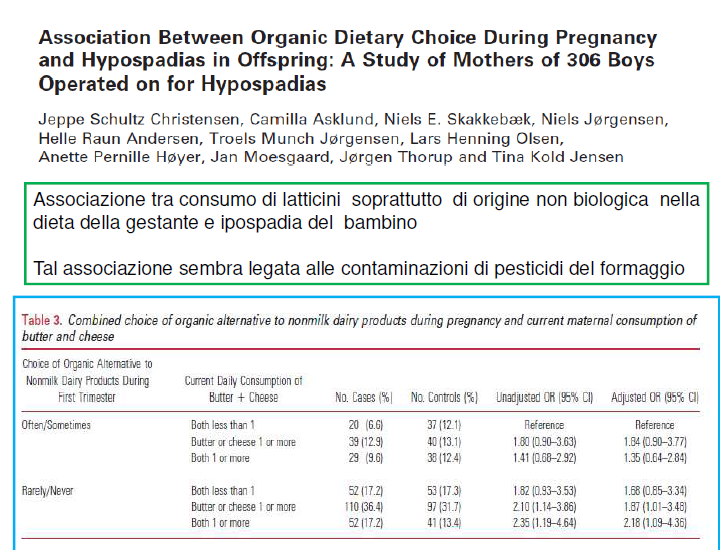 Association Between Organic Dietary Choice During Pregnancy
and Hypospadias in Offspring: A Study of Mothers of 306 Boys
Operated on for Hypospadias
Jeppe Schultz Christensen, Camilla Asklund, Niels E. Skakkebæk, Niels Jørgensen,
Helle Raun Andersen, Troels Munch Jørgensen, Lars Henning Olsen,
Anette Pernille Høyer, Jan Moesgaard, Jørgen Thorup and Tina Kold Jensen
Associazione tra consumo di latticini soprattutto di origine non biologica nella
dieta della gestante e ipospadia del bambino
Tal associazione sembra legata alle contaminazioni di pesticidi del formaggio
Table 3. Combined choice of organic alternative to nonmilk dairy products during pregnancy and current maternal consumption of
butter and cheese
Choice of Organic Alternative to
Nonmilk Dairy Products During Current Daily Consumption of
First Trimester Butter + Cheese No. Cases (%) No. Controls (%) Unadjusted OR (95% CI) Adjusted OR (95% CI)
Often/Sometimes Both less than 1 20 (6.6) 37 (12.1) Reference Reference
Butter or cheese 1 or more 39 (12.9) 40 (13.1) 1.80 (0.90–3.63) 1.84 (0.90–3.77)
Both 1 or more 29 (9.6) 38 (12.4) 1.41 (0.68–2.92) 1.35 (0.64–2.84)
Rarely/Never Both less than 1 52 (17.2) 53 (17.3) 1.82 (0.93–3.53) 1.68 (0.85–3.34)
Butter or cheese 1 or more 110 (36.4) 97 (31.7) 2.10 (1.14–3.86) 1.87 (1.01–3.48)
Both 1 or more 52 (17.2) 41 (13.4) 2.35 (1.19–4.64) 2.18 (1.09–4.36)